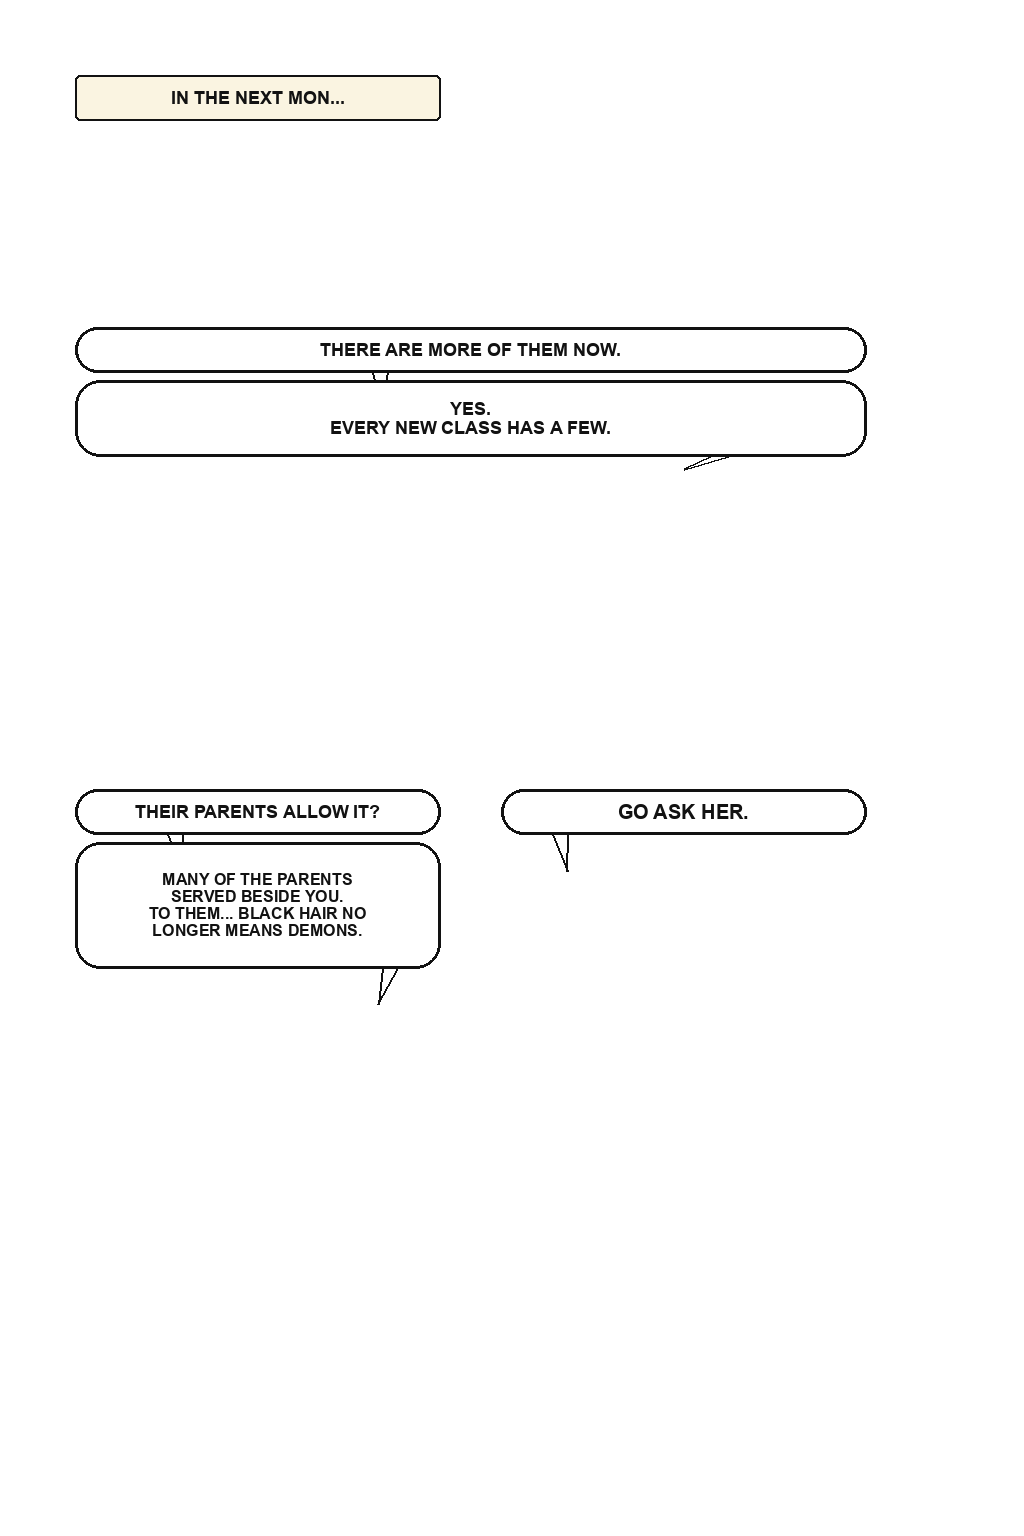 IN THE NEXT MON...
THERE ARE MORE OF THEM NOW.
YES.
EVERY NEW CLASS HAS A FEW.
THEIR PARENTS ALLOW IT?
MANY OF THE PARENTS
SERVED BESIDE YOU.
TO THEM... BLACK HAIR NO
LONGER MEANS DEMONS.
GO ASK HER.